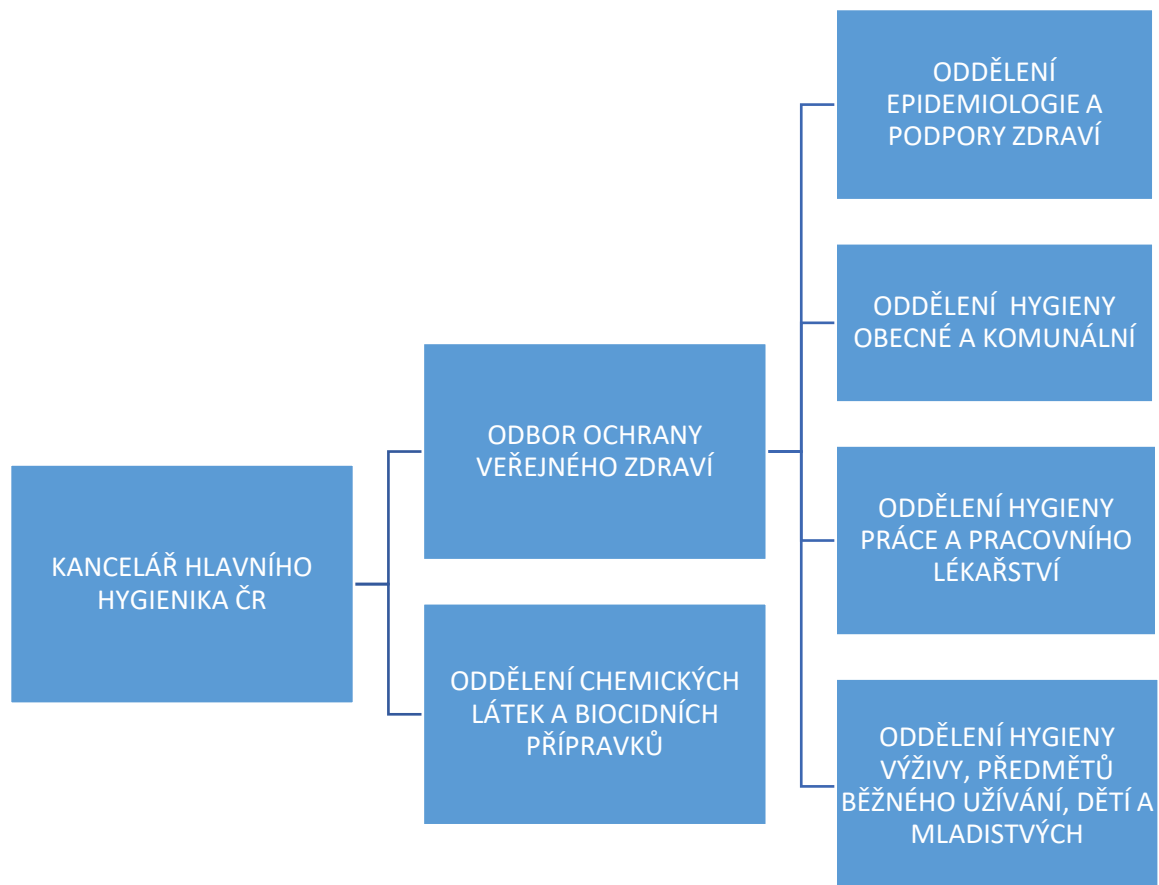 KANCELÁŘ HLAVNÍHO
HYGIENIKA ČR
ODBOR OCHRANY
VEŘEJNÉHO ZDRAVÍ
ODDĚLENÍ CHEMICKÝCH
LÁTEK A BIOCIDNÍCH
PŘÍPRAVKŮ
ODDĚLENÍ
EPIDEMIOLOGIE A
PODPORY ZDRAVÍ
ODDĚLENÍ HYGIENY
OBECNÉ A KOMUNÁLNÍ
ODDĚLENÍ HYGIENY
PRÁCE A PRACOVNÍHO
LÉKAŘSTVÍ
ODDĚLENÍ HYGIENY
VÝŽIVY, PŘEDMĚTŮ
BĚŽNÉHO UŽÍVÁNÍ, DĚTÍ A
MLADISTVÝCH